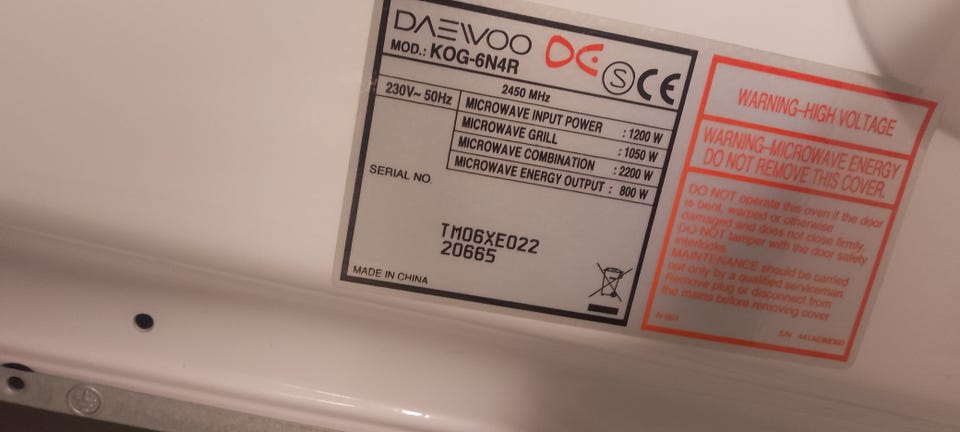 DAEWOO
MOD.: KOG-6N4R
S CE
2450 MHz
230V~ 50Hz
MICROWAVE INPUT POWER : 1200 W
MICROWAVE GRILL : 1050 W
MICROWAVE COMBINATION : 2200 W
MICROWAVE ENERGY OUTPUT : 800 W
SERIAL NO.
TM06XE022
20665
MADE IN CHINA
WARNING-HIGH VOLTAGE
WARNING-MICROWAVE ENERGY
DO NOT REMOVE THIS COVER.
DO NOT operate this oven if the door
is bent, warped or otherwise
damaged and does not close firmly.
DO NOT tamper with the door safety
interlocks.
MAINTENANCE should be carried
out only by a qualified serviceman.
Remove plug or disconnect from
the mains before removing cover
S/N